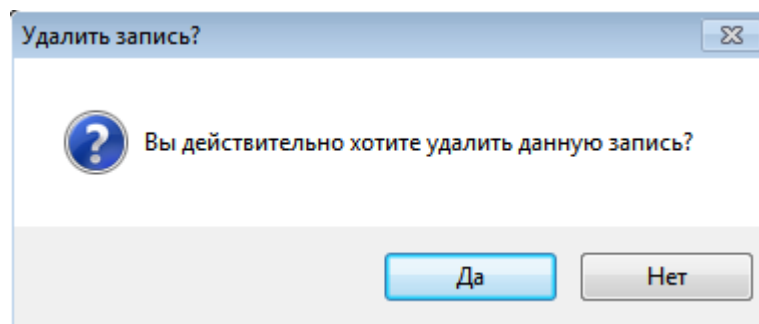 Удалить запись?
Вы действительно хотите удалить данную запись?
Да
Нет